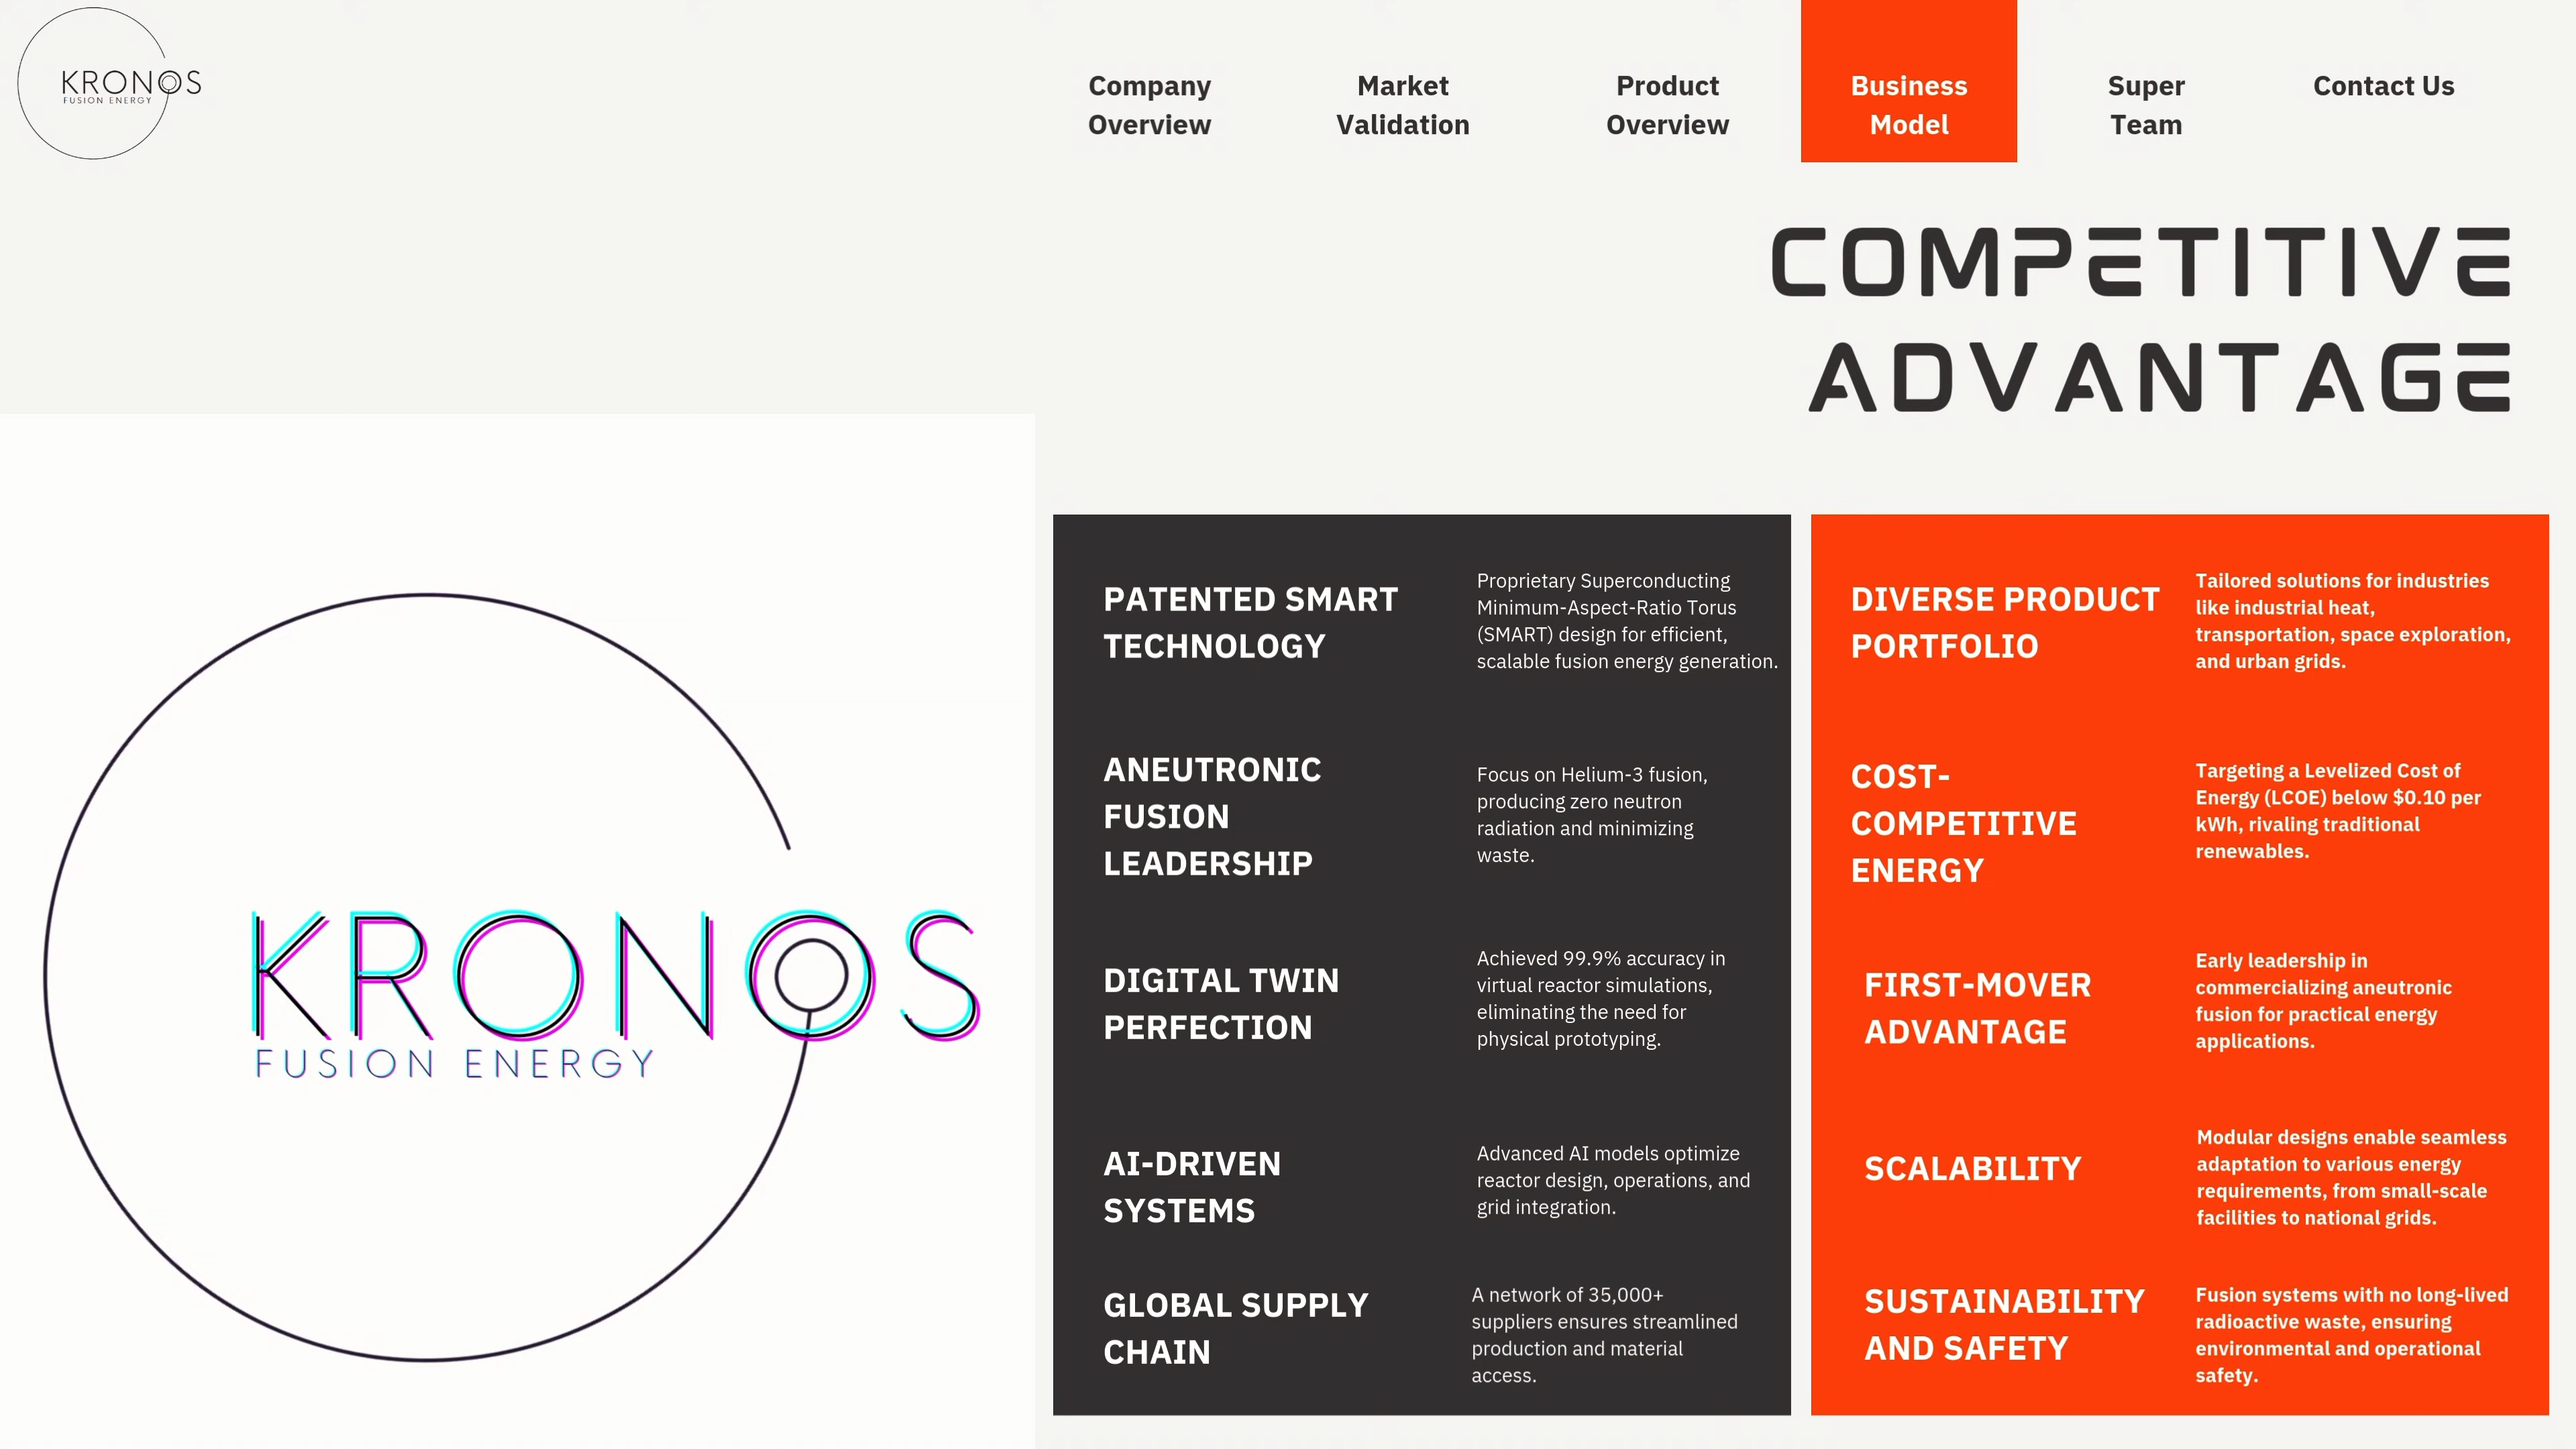 KRONOS
FUSION ENERGY
Company
Overview
Market
Validation
Product
Overview
Business
Model
Super
Team
Contact Us
COMPETITIVE
ADVANTAGE
KRONOS
FUSION ENERGY
PATENTED SMART
TECHNOLOGY
Proprietary Superconducting
Minimum-Aspect-Ratio Torus
(SMART) design for efficient,
scalable fusion energy generation.
ANEUTRONIC
FUSION
LEADERSHIP
Focus on Helium-3 fusion,
producing zero neutron
radiation and minimizing
waste.
DIGITAL TWIN
PERFECTION
Achieved 99.9% accuracy in
virtual reactor simulations,
eliminating the need for
physical prototyping.
AI-DRIVEN
SYSTEMS
Advanced AI models optimize
reactor design, operations, and
grid integration.
GLOBAL SUPPLY
CHAIN
A network of 35,000+
suppliers ensures streamlined
production and material
access.
DIVERSE PRODUCT
PORTFOLIO
Tailored solutions for industries
like industrial heat,
transportation, space exploration,
and urban grids.
COST-
COMPETITIVE
ENERGY
Targeting a Levelized Cost of
Energy (LCOE) below $0.10 per
kWh, rivaling traditional
renewables.
FIRST-MOVER
ADVANTAGE
Early leadership in
commercializing aneutronic
fusion for practical energy
applications.
SCALABILITY
Modular designs enable seamless
adaptation to various energy
requirements, from small-scale
facilities to national grids.
SUSTAINABILITY
AND SAFETY
Fusion systems with no long-lived
radioactive waste, ensuring
environmental and operational
safety.